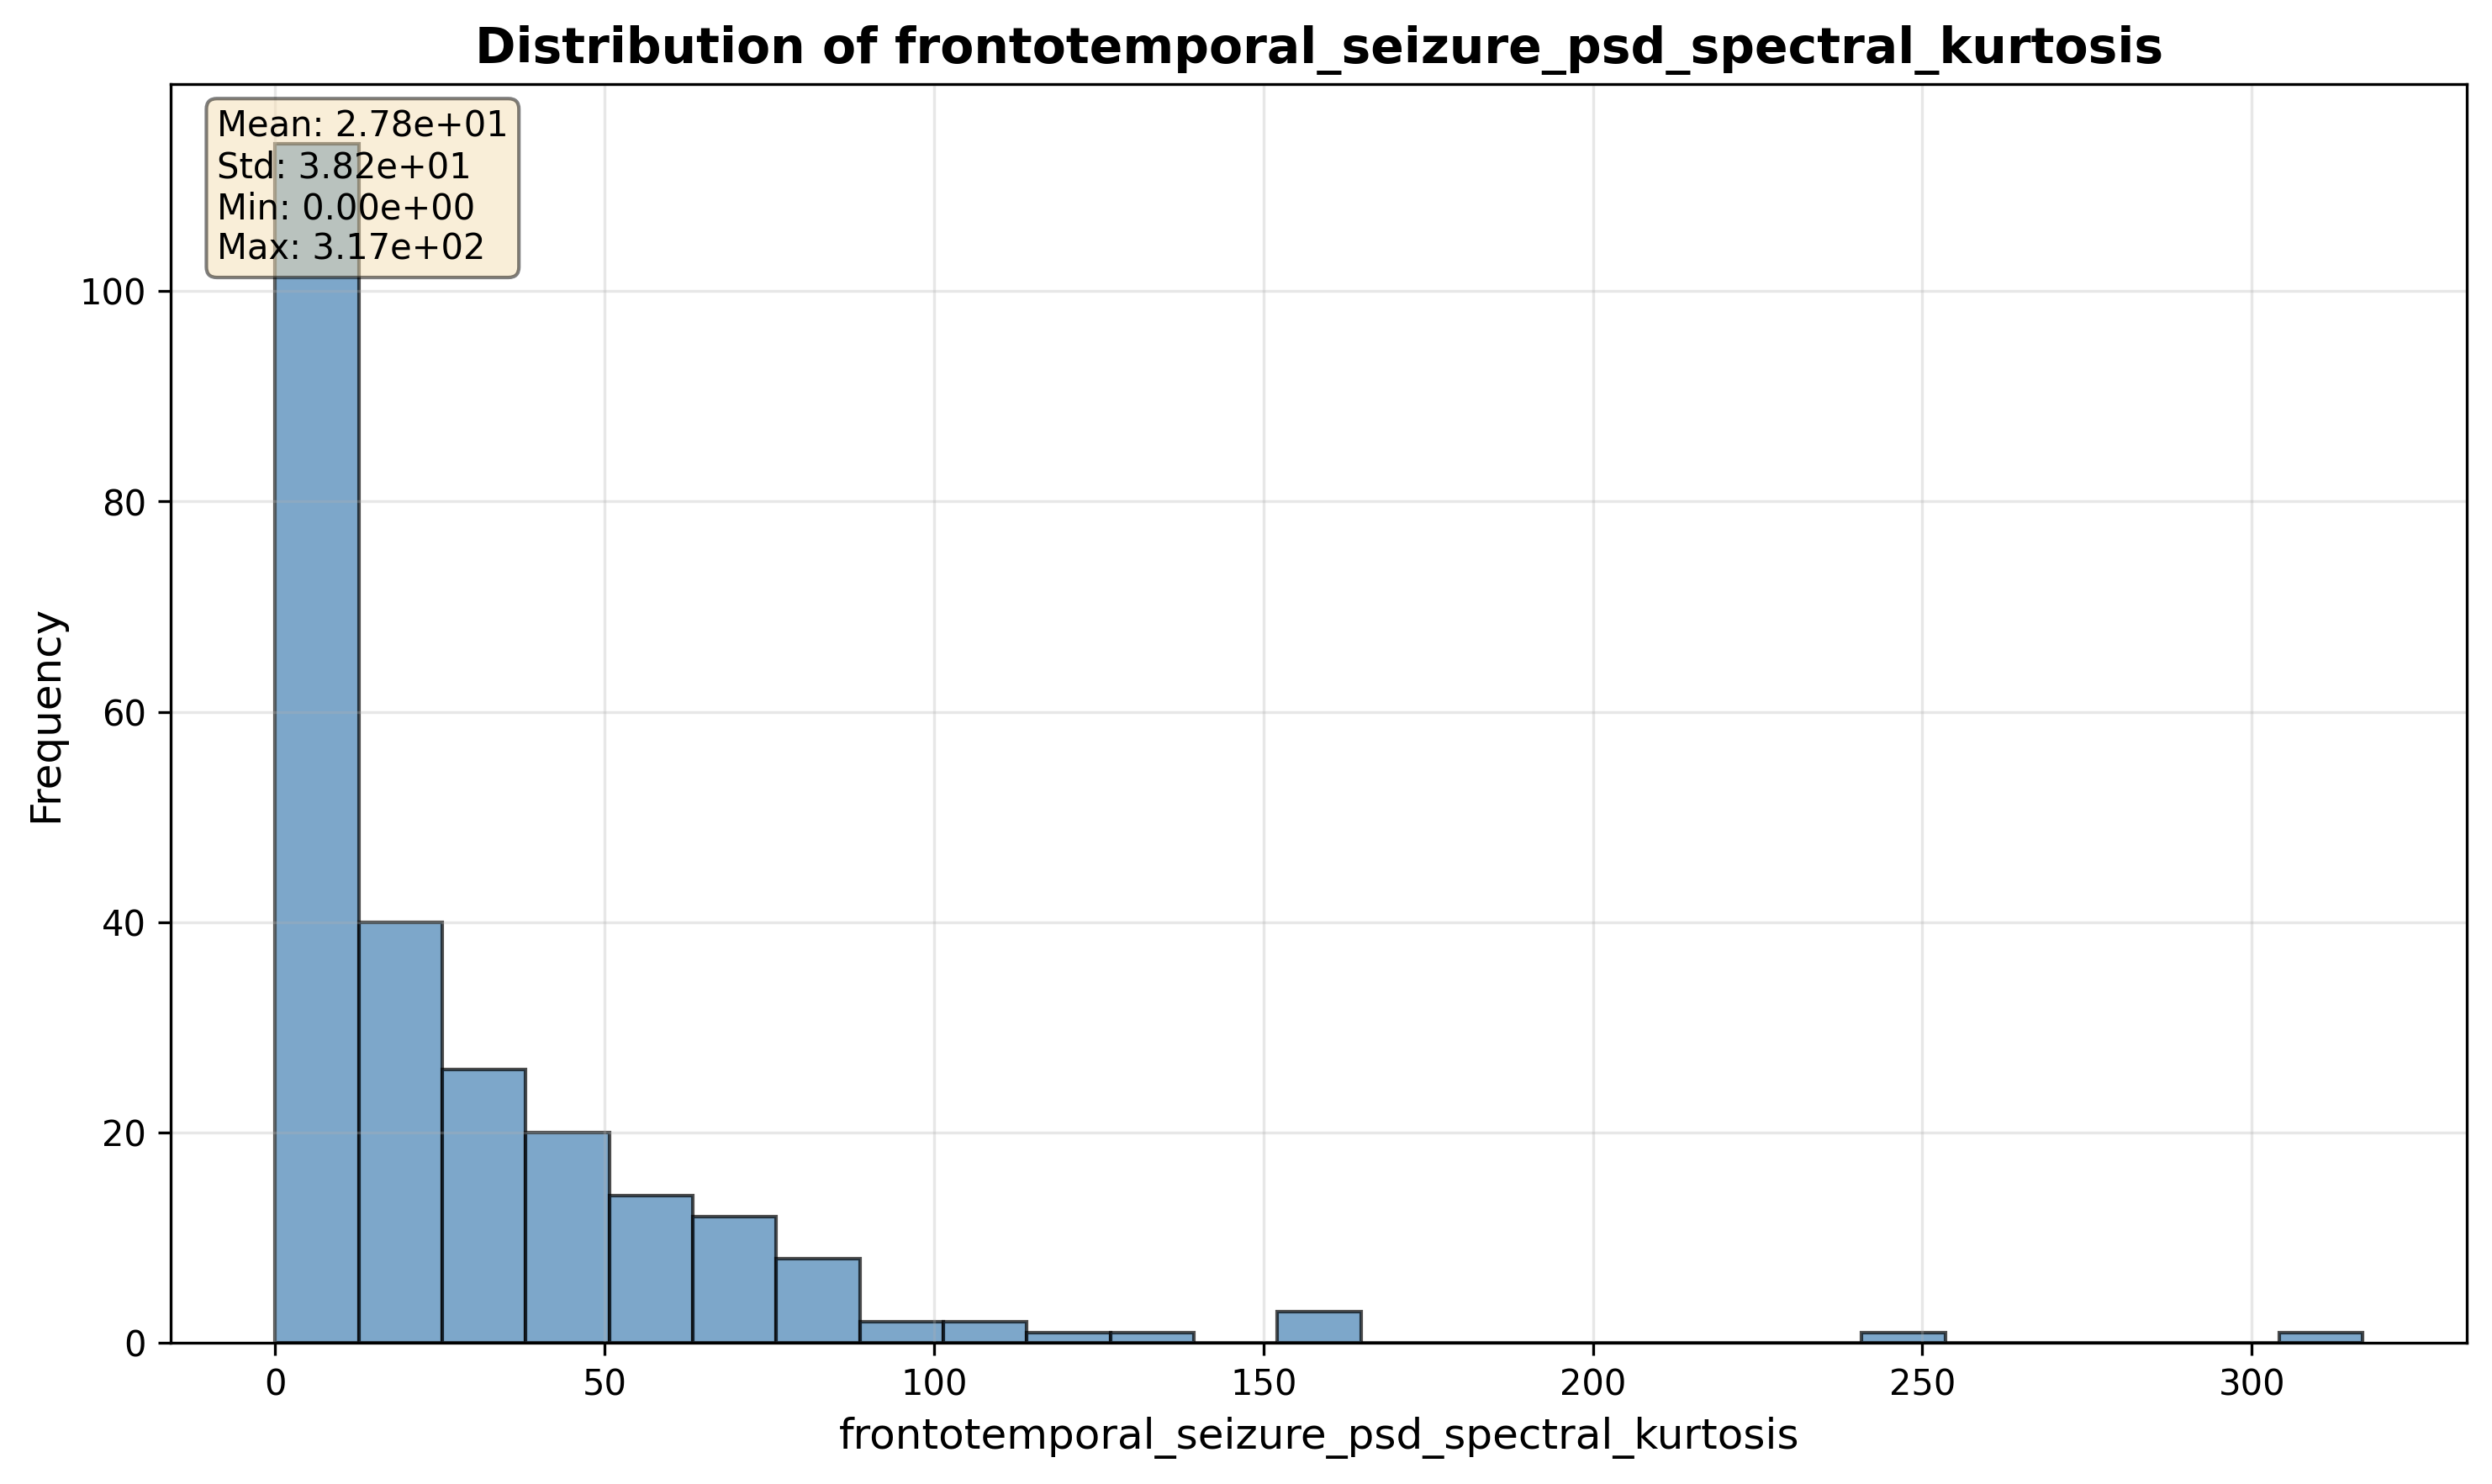 Distribution of frontotemporal_seizure_psd_spectral_kurtosis
Mean: 2.78e+01
Std: 3.82e+01
Min: 0.00e+00
Max: 3.17e+02
Frequency
100
80
60
40
20
0
0 50 100 150 200 250 300
frontotemporal_seizure_psd_spectral_kurtosis